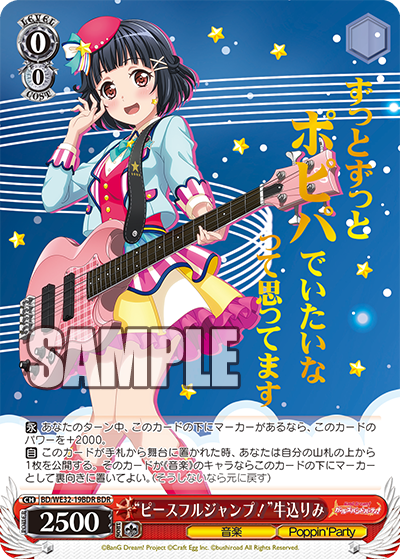 LEVEL
0
0
COST
ずっとずっと
ポピパでいたいな
って思ってます
SAMPLE
永 あなたのターン中、このカードの下にマーカーがあるなら、このカードの
パワーを+2000。
自 このカードが手札から舞台に置かれた時、あなたは自分の山札の上から
1枚を公開する。そのカードが《音楽》のキャラならこのカードの下にマーカー
として裏向きに置いてよい。(そうしないなら元に戻す)
CH
BD/WE32-19BDR BDR
2500
“ピースフルジャンプ！”牛込りみ
音楽
Poppin'Party
©BanG Dream! Project ©Craft Egg Inc. ©bushiroad All Rights Reserved.